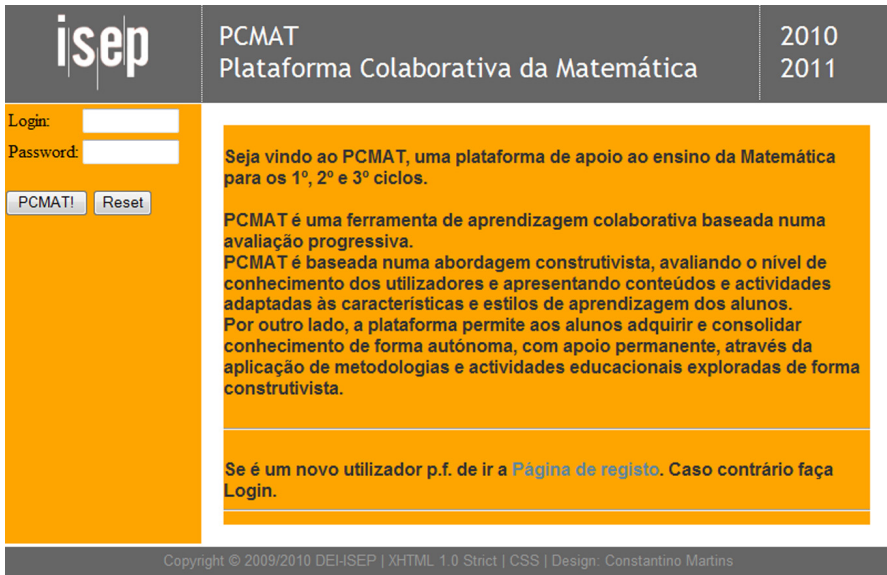 isep
PCMAT
Plataforma Colaborativa da Matemática
2010
2011
Login:
Password:
PCMAT! Reset
Seja vindo ao PCMAT, uma plataforma de apoio ao ensino da Matemática
para os 1º, 2º e 3º ciclos.
PCMAT é uma ferramenta de aprendizagem colaborativa baseada numa
avaliação progressiva.
PCMAT é baseada numa abordagem construtivista, avaliando o nível de
conhecimento dos utilizadores e apresentando conteúdos e actividades
adaptadas às características e estilos de aprendizagem dos alunos.
Por outro lado, a plataforma permite aos alunos adquirir e consolidar
conhecimento de forma autónoma, com apoio permanente, através da
aplicação de metodologias e actividades educacionais exploradas de forma
construtivista.
Se é um novo utilizador p.f. de ir a Página de registo. Caso contrário faça
Login.
Copyright © 2009/2010 DEI-ISEP | XHTML 1.0 Strict | CSS | Design: Constantino Martins